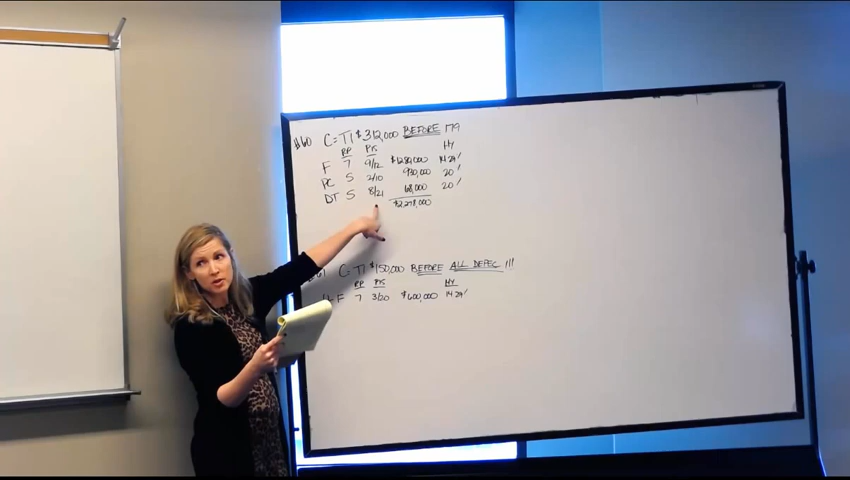 #60 C=TI $312,000 BEFORE 179
RP PIS HY
F 7 9/12 $1280,000 14.29✓
PC 5 2/10 930,000 20✓
DT 5 8/21 68,000 20✓
$2,278,000
C=TI $150,000 BEFORE ALL DEPEC !!!
RP PIS HY
F 7 3/20 $600,000 14.29✓